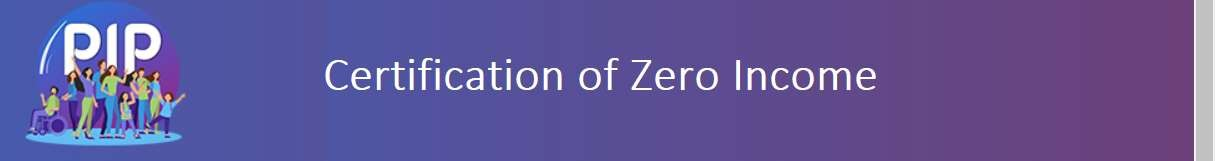 PIP
Certification of Zero Income